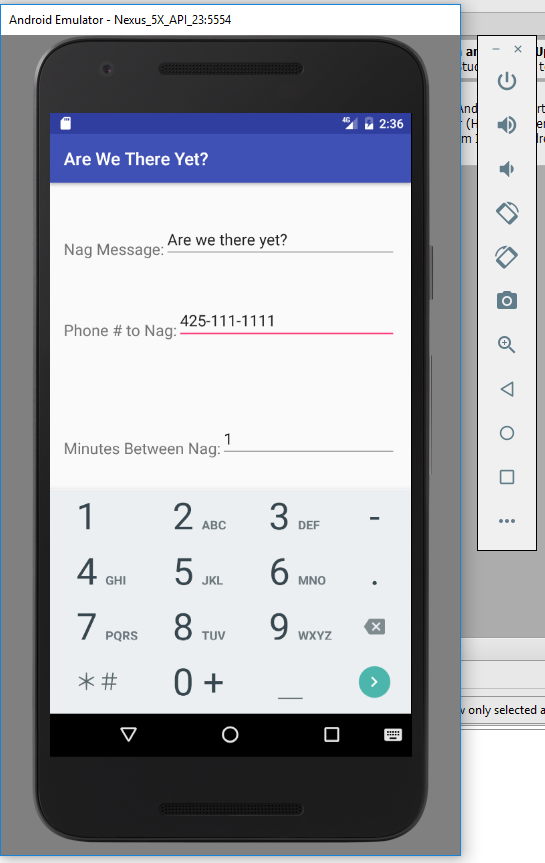 Android Emulator - Nexus_5X_API_23:5554
4G 2:36
Are We There Yet?
Nag Message: Are we there yet?
Phone # to Nag: 425-111-1111
Minutes Between Nag: 1
1 2 ABC 3 DEF -
4 GHI 5 JKL 6 MNO .
7 PQRS 8 TUV 9 WXYZ
*# 0 + _
only selected a